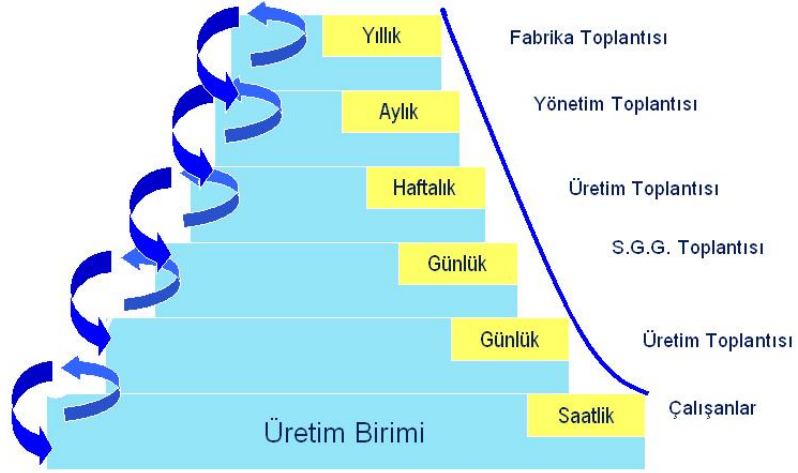 Yıllık
Fabrika Toplantısı
Aylık
Yönetim Toplantısı
Haftalık
Üretim Toplantısı
Günlük
S.G.G. Toplantısı
Günlük
Üretim Toplantısı
Saatlik
Çalışanlar
Üretim Birimi